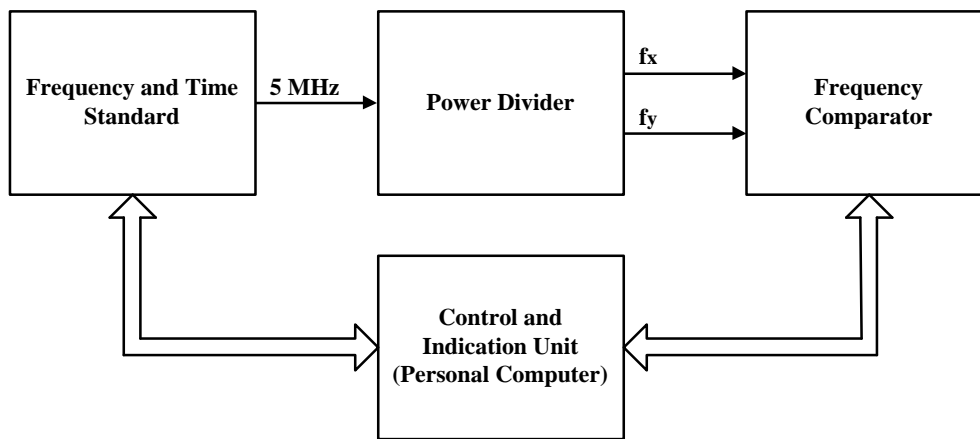 Frequency and Time
Standard
5 MHz
Power Divider
fx
fy
Frequency
Comparator
Control and
Indication Unit
(Personal Computer)